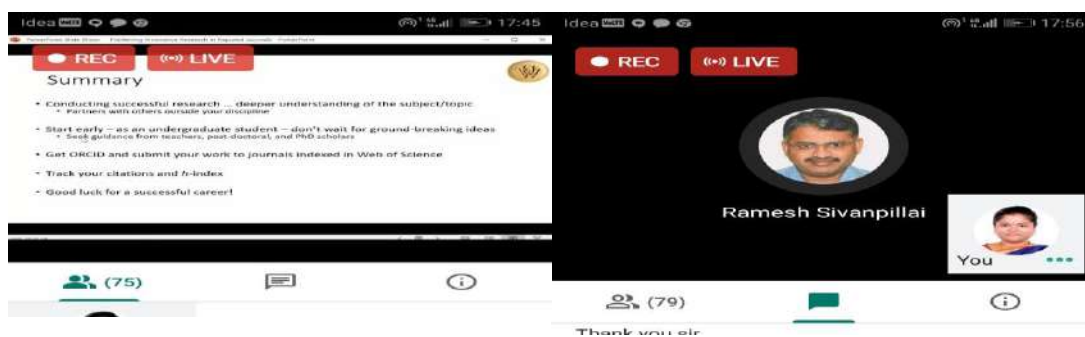 Idea VoLTE 17:45
REC LIVE
Summary
• Conducting successful research ... deeper understanding of the subject/topic
• Partners with others outside your discipline
• Start early – as an undergraduate student – don't wait for ground-breaking ideas
• Seek guidance from teachers, post-doctoral, and PhD scholars
• Get ORCID and submit your work to journals indexed in Web of Science
• Track your citations and h-index
• Good luck for a successful career!
(75)
Idea 17:56
REC LIVE
Ramesh Sivanpillai
You
(79)
Thank you sir